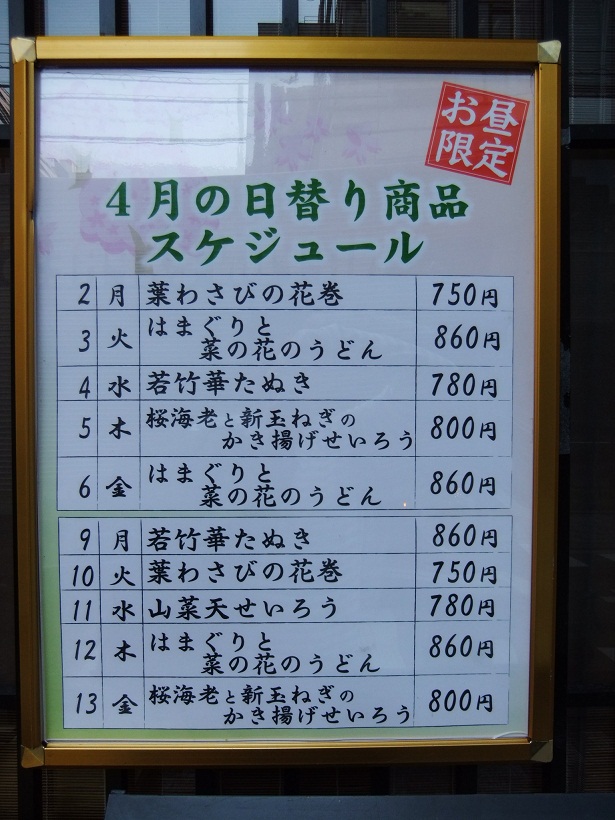 お昼
限定
4月の日替り商品
スケジュール
2 月 葉わさびの花巻 750円
3 火 はまぐりと
菜の花のうどん 860円
4 水 若竹華たぬき 780円
5 木 桜海老と新玉ねぎの
かき揚げせいろう 800円
6 金 はまぐりと
菜の花のうどん 860円
9 月 若竹華たぬき 860円
10 火 葉わさびの花巻 750円
11 水 山菜天せいろう 780円
12 木 はまぐりと
菜の花のうどん 860円
13 金 桜海老と新玉ねぎの
かき揚げせいろう 800円